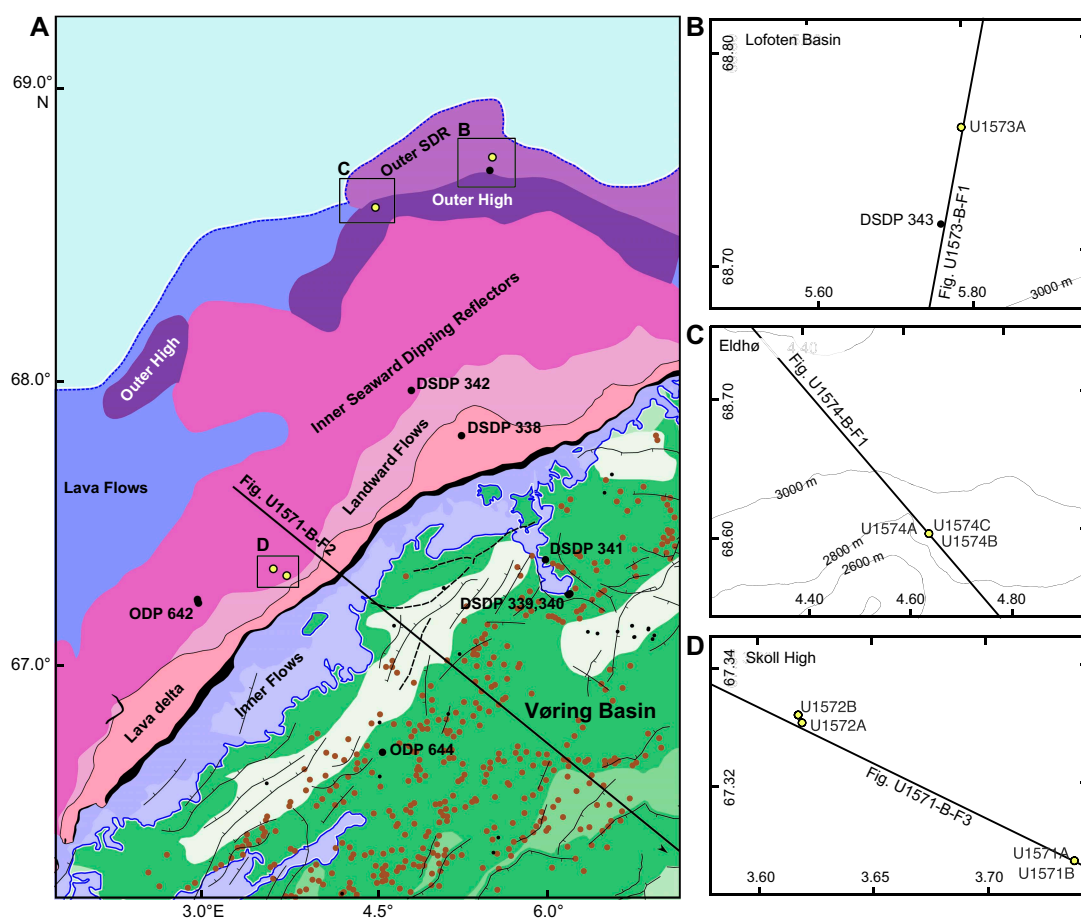 A
69.0°
N
68.0°
67.0°
3.0°E
4.5°
6.0°
B
C
Outer SDR
Outer High
Outer High
Inner Seaward Dipping Reflectors
DSDP 342
DSDP 338
Landward Flows
Lava Flows
Fig. U1571-B-F2
D
DSDP 341
DSDP 339,340
ODP 642
Inner Flows
Lava delta
Vøring Basin
ODP 644
B
Lofoten Basin
68.80
68.70
U1573A
DSDP 343
Fig. U1573-B-F1
3000 m
5.60
5.80
C
Eldhø
4.40
68.70
68.60
Fig. U1574-B-F1
3000 m
2800 m
2600 m
U1574A
U1574C
U1574B
4.40
4.60
4.80
D
Skoll High
67.34
67.32
U1572B
U1572A
Fig. U1571-B-F3
U1571A
U1571B
3.60
3.65
3.70